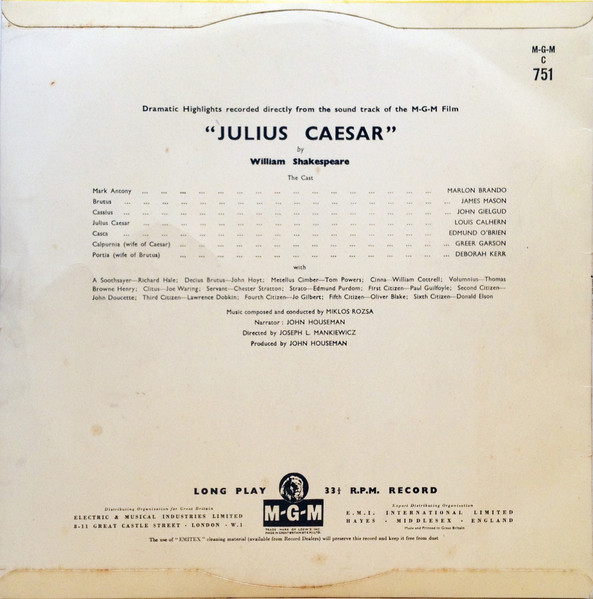 M-G-M
C
751
Dramatic Highlights recorded directly from the sound track of the M-G-M Film
"JULIUS CAESAR"
by
William Shakespeare
The Cast
Mark Antony ... MARLON BRANDO
Brutus ... JAMES MASON
Cassius ... JOHN GIELGUD
Julius Caesar ... LOUIS CALHERN
Casca ... EDMUND O'BRIEN
Calpurnia (wife of Caesar) ... GREER GARSON
Portia (wife of Brutus) ... DEBORAH KERR
with
A Soothsayer—Richard Hale; Decius Brutus—John Hoyt; Metellus Cimber—Tom Powers; Cinna—William Cottrell; Volumnius—Thomas
Browne Henry; Clitus—Joe Waring; Servant—Chester Stratton; Strato—Edmund Purdom; First Citizen—Paul Guilfoyle; Second Citizen—
John Doucette; Third Citizen—Lawrence Dobkin; Fourth Citizen—Jo Gilbert; Fifth Citizen—Oliver Blake; Sixth Citizen—Donald Elson
Music composed and conducted by MIKLOS ROZSA
Narrator : JOHN HOUSEMAN
Directed by JOSEPH L. MANKIEWICZ
Produced by JOHN HOUSEMAN
LONG PLAY 33⅓ R.P.M. RECORD
M-G-M
TRADE MARK OF LOEW'S INC.
Distributing Organisation for Great Britain
ELECTRIC & MUSICAL INDUSTRIES LIMITED
8-11 GREAT CASTLE STREET · LONDON · W.1
Export Distributing Organisation
E.M.I. INTERNATIONAL LIMITED
HAYES · MIDDLESEX · ENGLAND
Made and Printed in Great Britain
The use of "EMITEX" cleaning material (available from Record Dealers) will preserve this record and keep it free from dust